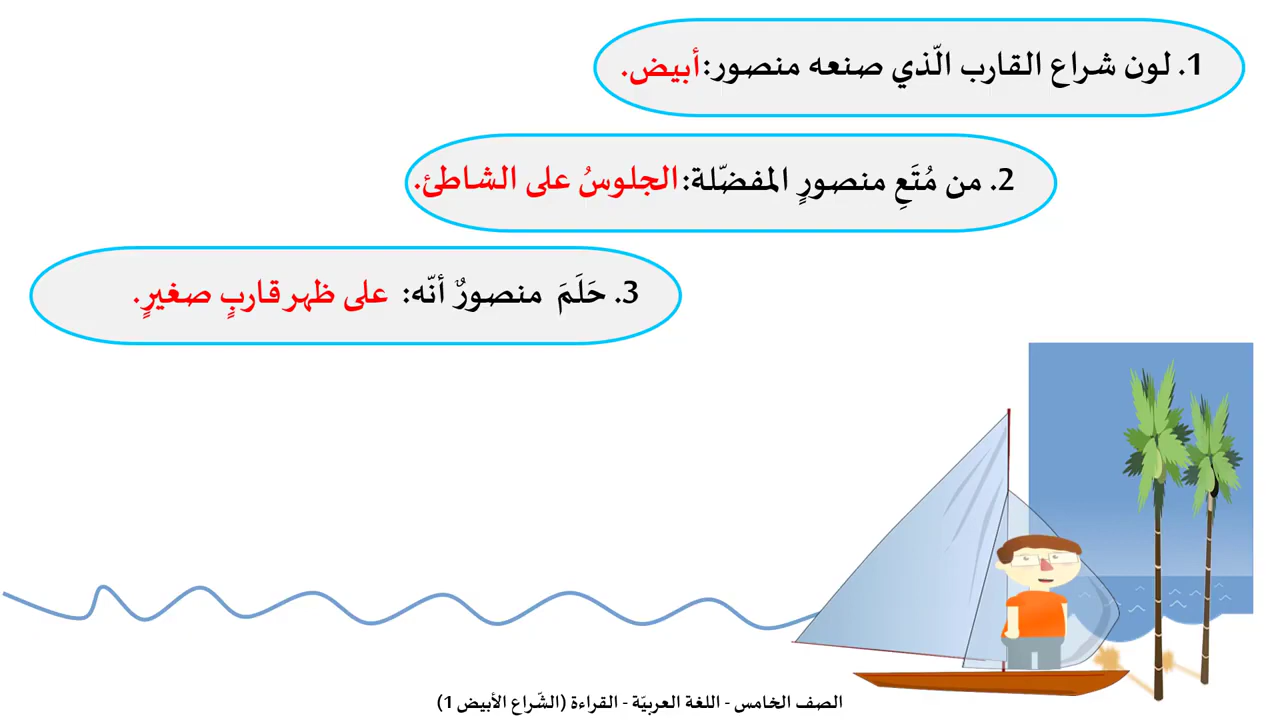 1. لون شراع القارب الّذي صنعه منصور: أبيض.
2. من مُتَعِ منصورٍ المفضّلة: الجلوسُ على الشاطئ.
3. حَلَمَ منصورٌ أنّه: على ظهر قاربٍ صغيرٍ.
الصف الخامس - اللغة العربيّة - القراءة (الشّراع الأبيض 1)